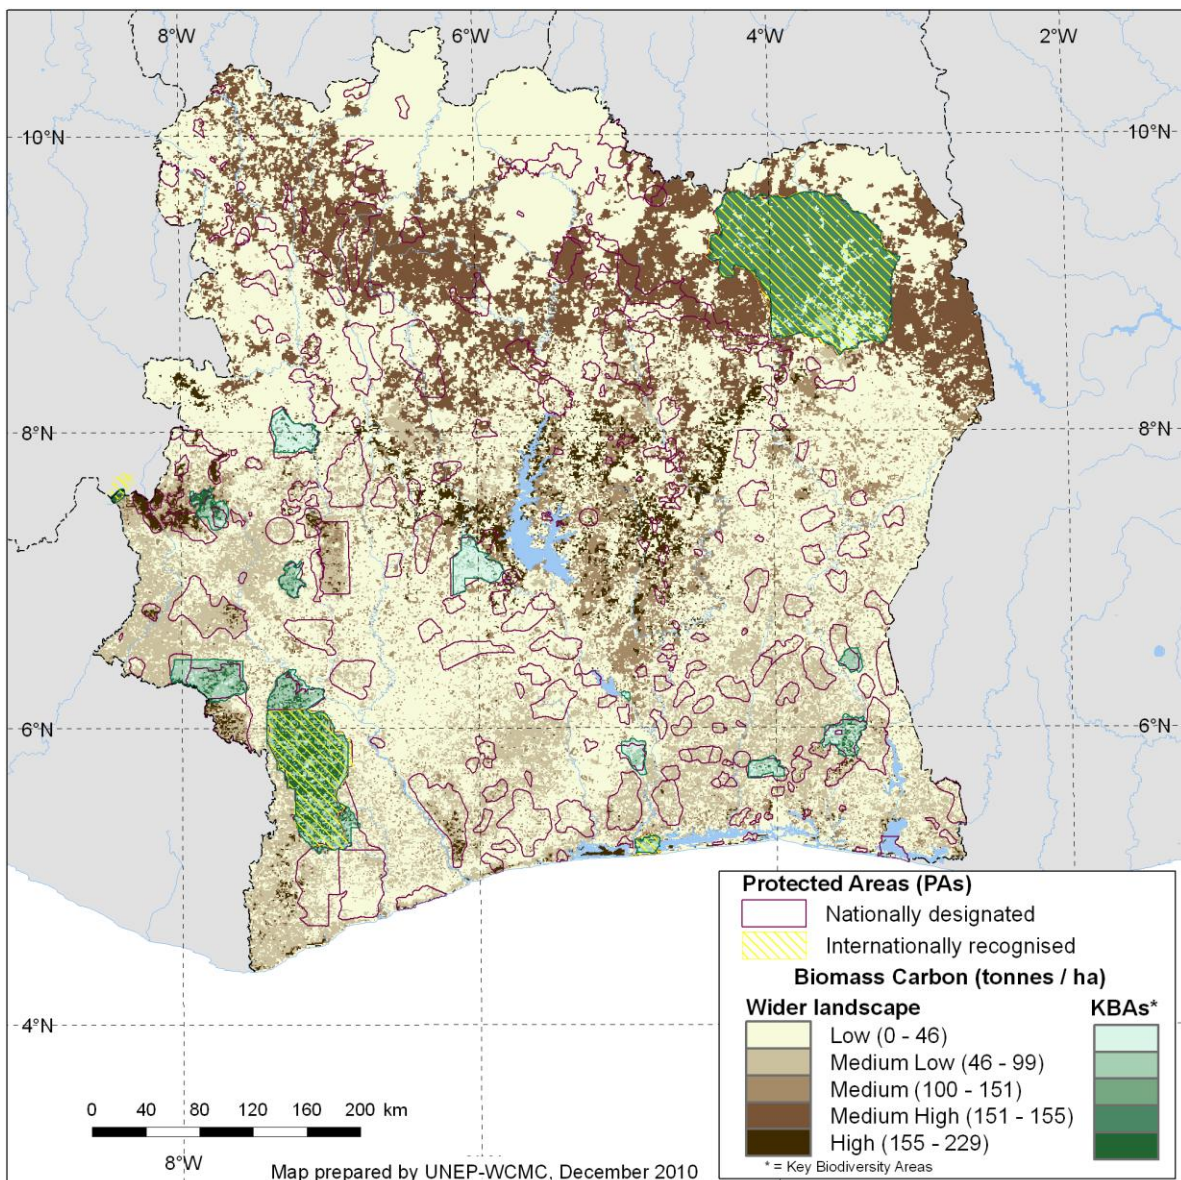 8°W 6°W 4°W 2°W
10°N 10°N
8°N 8°N
6°N 6°N
4°N
Protected Areas (PAs)
Nationally designated
Internationally recognised
Biomass Carbon (tonnes / ha)
Wider landscape KBAs*
Low (0 - 46)
Medium Low (46 - 99)
Medium (100 - 151)
Medium High (151 - 155)
High (155 - 229)
* = Key Biodiversity Areas
0 40 80 120 160 200 km
8°W
Map prepared by UNEP-WCMC, December 2010